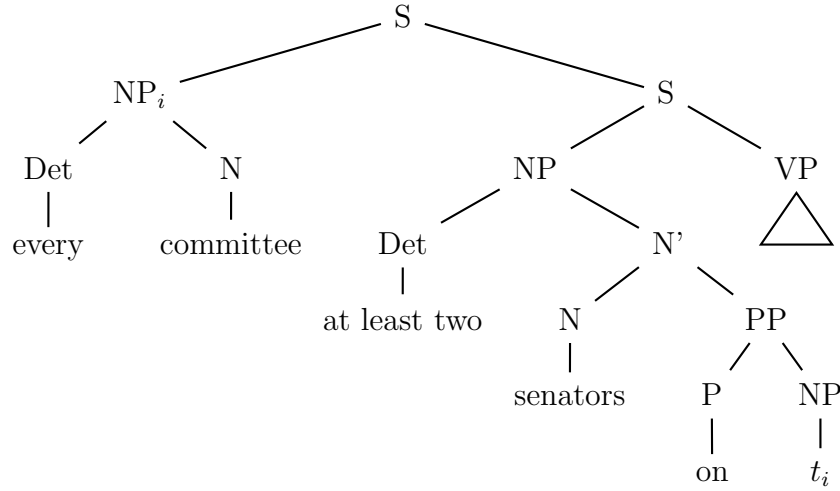 S
NPᵢ S
Det N NP VP
every committee Det N’
at least two N PP
senators P NP
on tᵢ